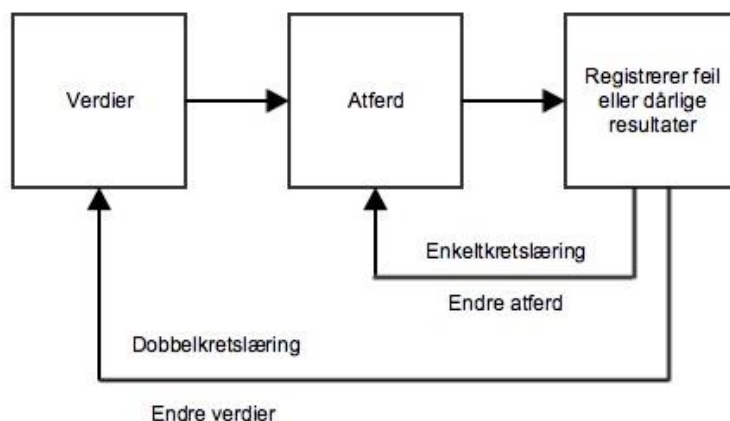 Verdier
Atferd
Registrerer feil
eller dårlige
resultater
Enkeltkretslæring
Endre atferd
Dobbelkretslæring
Endre verdier